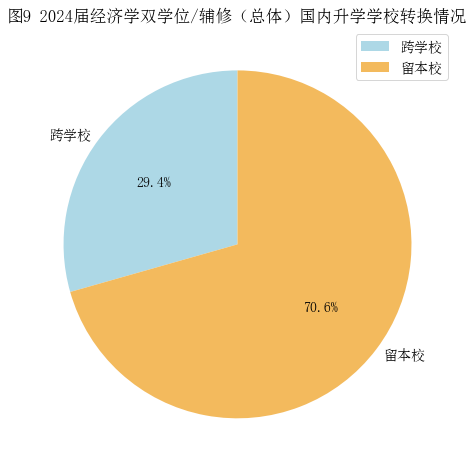 图9 2024届经济学双学位/辅修（总体）国内升学学校转换情况
跨学校
留本校
跨学校
29.4%
70.6%
留本校